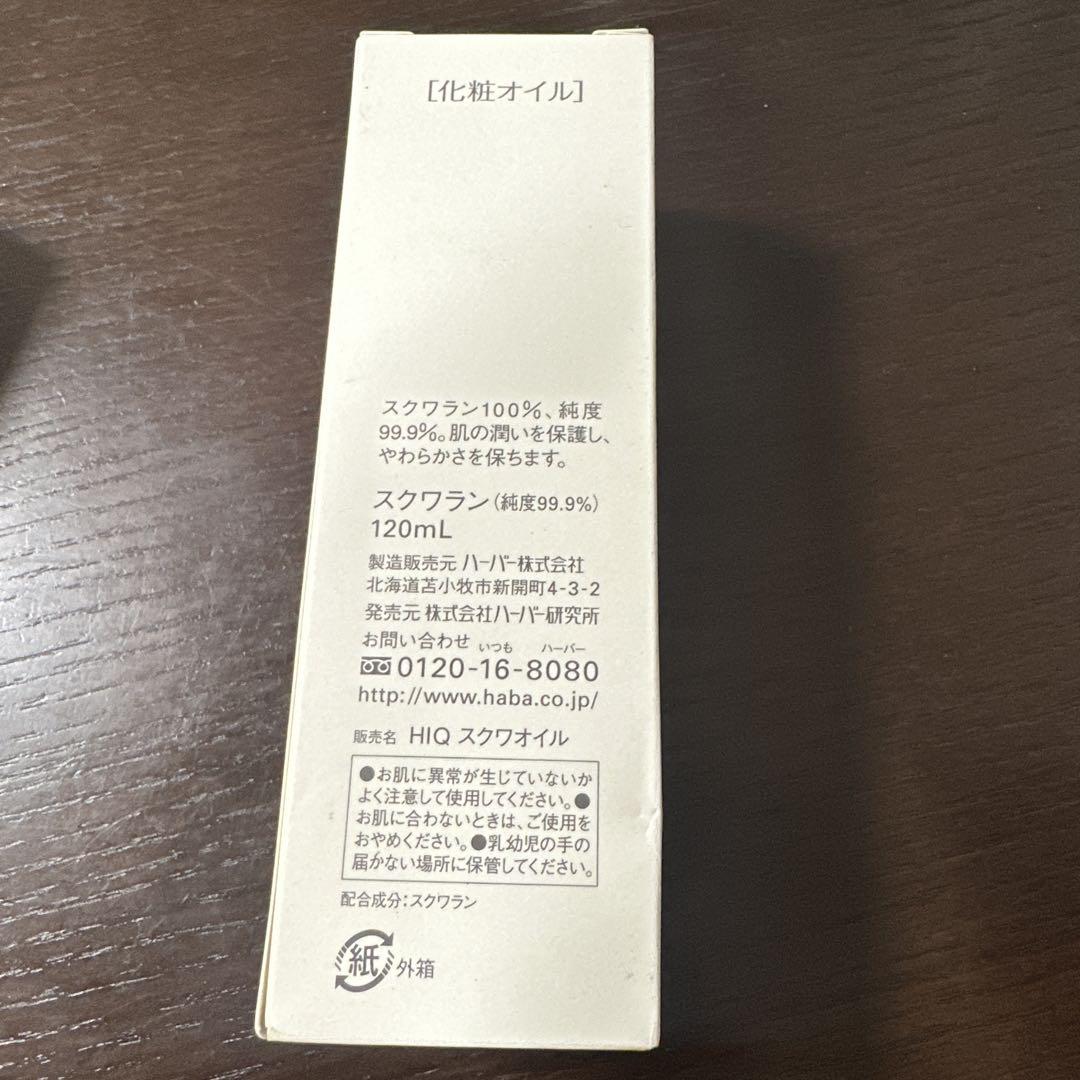 [化粧オイル]
スクワラン100％、純度
99.9％。肌の潤いを保護し、
やわらかさを保ちます。
スクワラン(純度99.9%)
120mL
製造販売元 ハーバー株式会社
北海道苫小牧市新開町4-3-2
発売元 株式会社ハーバー研究所
お問い合わせ いつも ハーバー
0120-16-8080
http://www.haba.co.jp/
販売名 HIQ スクワオイル
●お肌に異常が生じていないか
よく注意して使用してください。●
お肌に合わないときは、ご使用を
おやめください。●乳幼児の手の
届かない場所に保管してください。
配合成分:スクワラン
紙 外箱